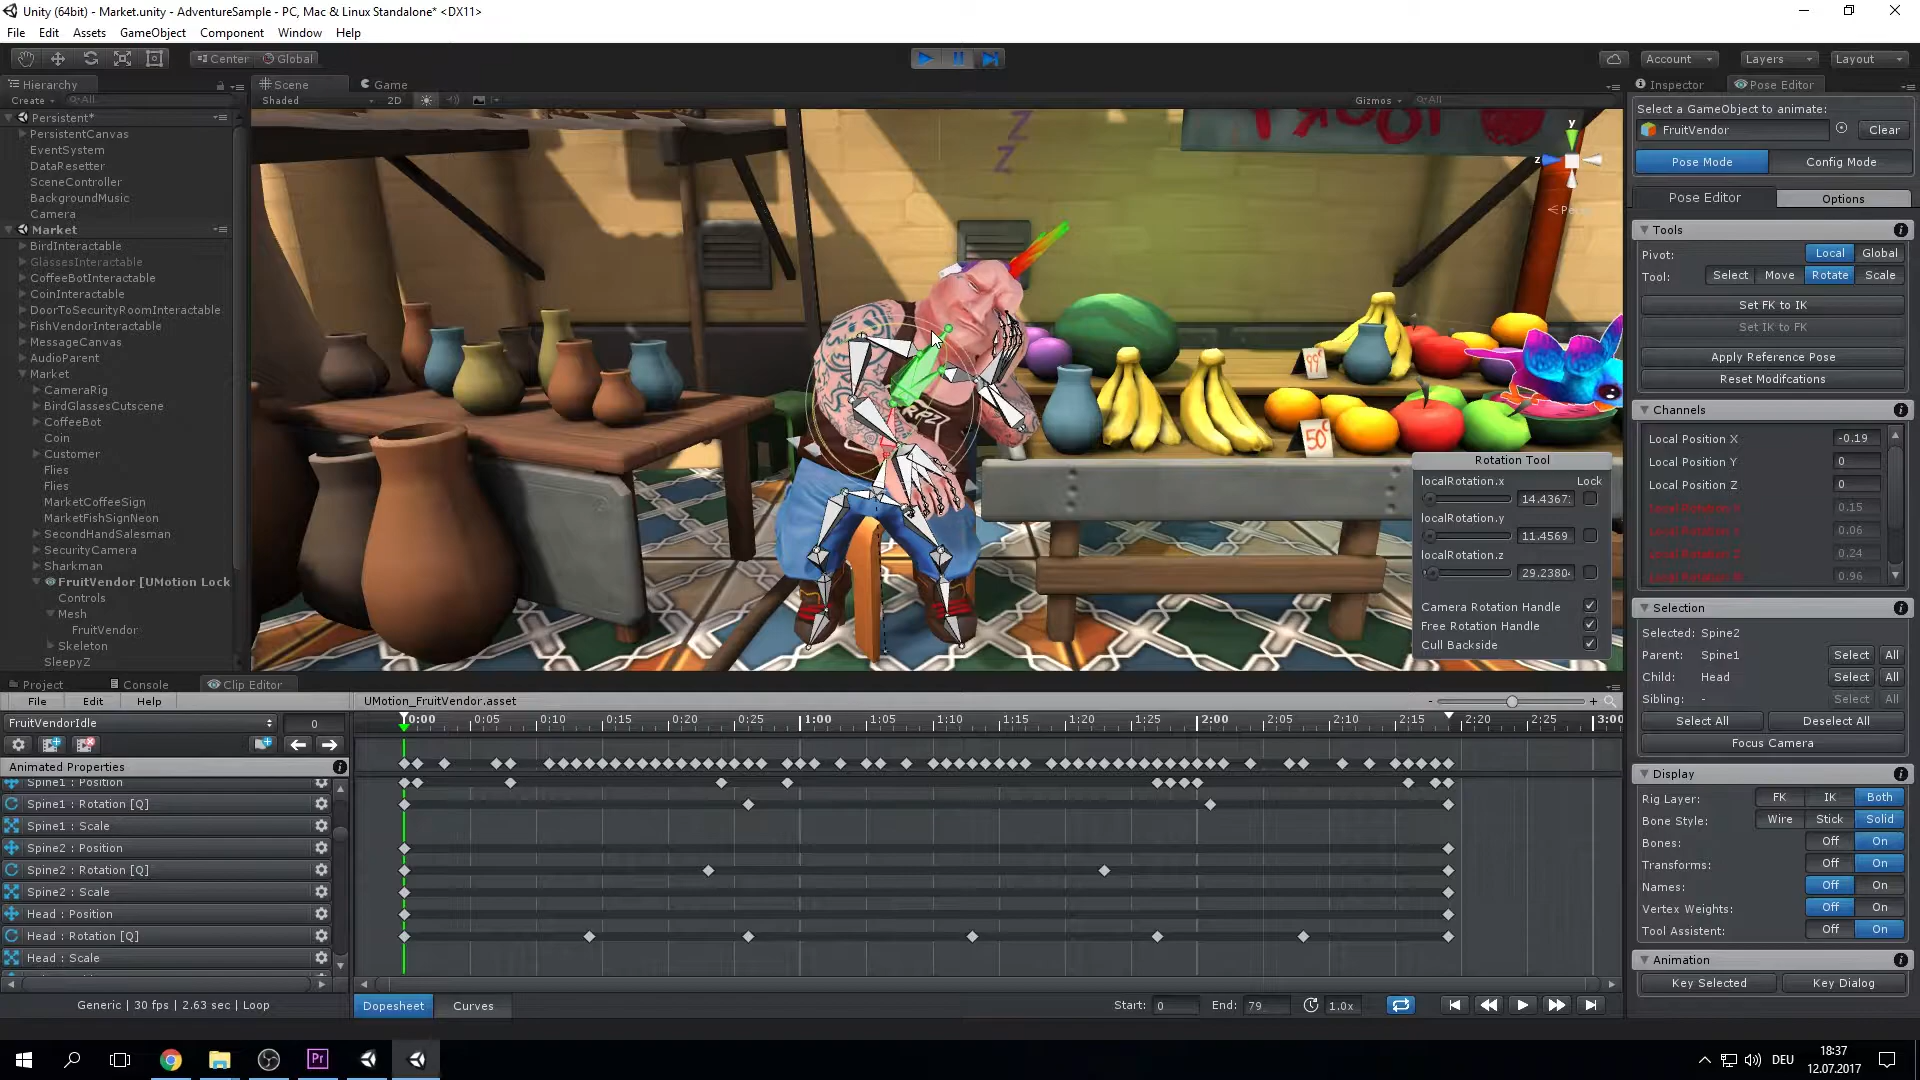 Unity (64bit) - Market.unity - AdventureSample - PC, Mac & Linux Standalone* <DX11>
File Edit Assets GameObject Component Window Help
Center Global
Account Layers Layout
Hierarchy
Create All
Persistent*
PersistentCanvas
EventSystem
DataResetter
SceneController
BackgroundMusic
Camera
Market
BirdInteractable
GlassesInteractable
CoffeeBotInteractable
CoinInteractable
DoorToSecurityRoomInteractable
FishVendorInteractable
MessageCanvas
AudioParent
Market
CameraRig
BirdGlassesCutscene
CoffeeBot
Coin
Customer
Flies
Flies
MarketCoffeeSign
MarketFishSignNeon
SecondHandSalesman
SecurityCamera
Sharkman
FruitVendor [UMotion Lock
Controls
Mesh
FruitVendor
Skeleton
SleepyZ
Scene Game
Shaded 2D Gizmos All
Z
Z
y
z
99¢
50¢
Rotation Tool
localRotation.x Lock
14.4367
localRotation.y
11.4569
localRotation.z
29.2380
Camera Rotation Handle
Free Rotation Handle
Cull Backside
Inspector Pose Editor
Select a GameObject to animate:
FruitVendor Clear
Pose Mode Config Mode
Pose Editor Options
Tools
Pivot: Local Global
Tool: Select Move Rotate Scale
Set FK to IK
Set IK to FK
Apply Reference Pose
Reset Modifcations
Channels
Local Position X -0.19
Local Position Y 0
Local Position Z 0
0.15
0.06
Local Rotation Z 0.24
0.96
Selection
Selected: Spine2
Parent: Spine1 Select All
Child: Head Select All
Sibling: - Select All
Select All Deselect All
Focus Camera
Display
Rig Layer: FK IK Both
Bone Style: Wire Stick Solid
Bones: Off On
Transforms: Off On
Names: Off On
Vertex Weights: Off On
Tool Assistent: Off On
Animation
Key Selected Key Dialog
Project Console Clip Editor
File Edit Help
UMotion_FruitVendor.asset
FruitVendorIdle 0
0:00 0:05 0:10 0:15 0:20 0:25 1:00 1:05 1:10 1:15 1:20 1:25 2:00 2:05 2:10 2:15 2:20 2:25 3:00
Animated Properties
Spine1 : Position
Spine1 : Rotation [Q]
Spine1 : Scale
Spine2 : Position
Spine2 : Rotation [Q]
Spine2 : Scale
Head : Position
Head : Rotation [Q]
Head : Scale
Generic | 30 fps | 2.63 sec | Loop
Dopesheet Curves
Start: 0 End: 79 1.0x
Pr
DEU
18:37
12.07.2017